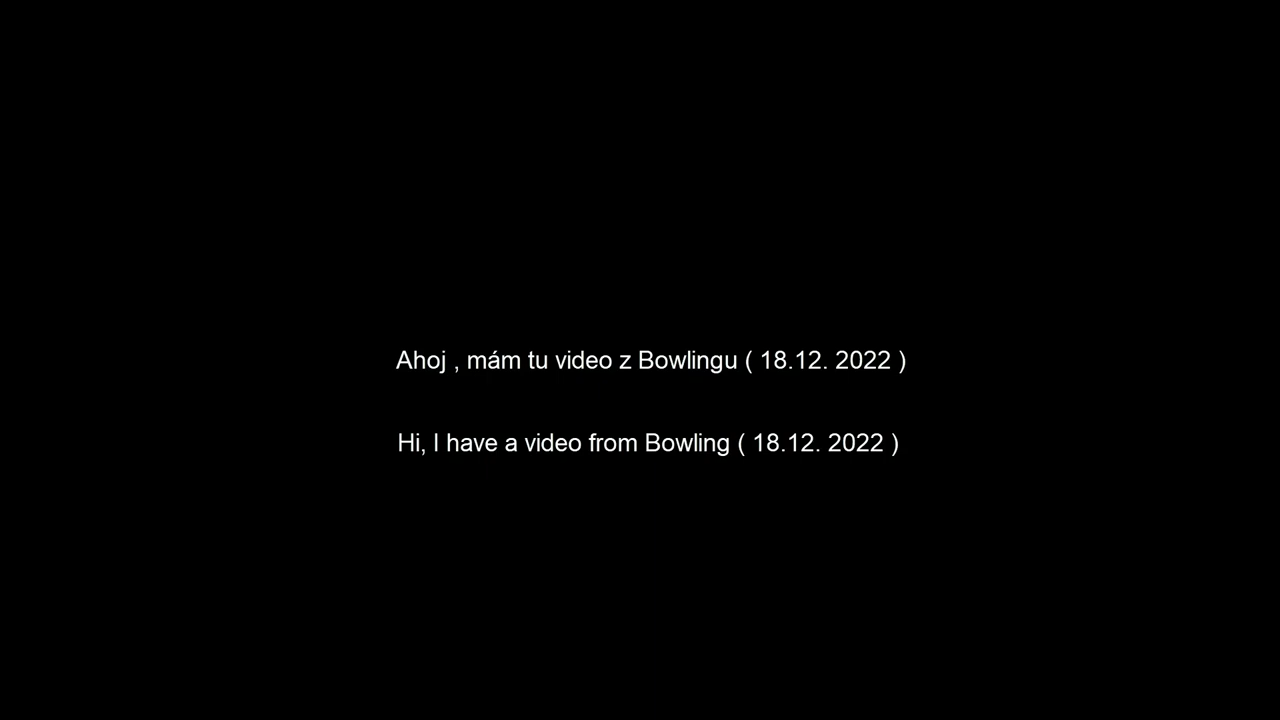 Ahoj , mám tu video z Bowlingu ( 18.12. 2022 )
Hi, I have a video from Bowling ( 18.12. 2022 )